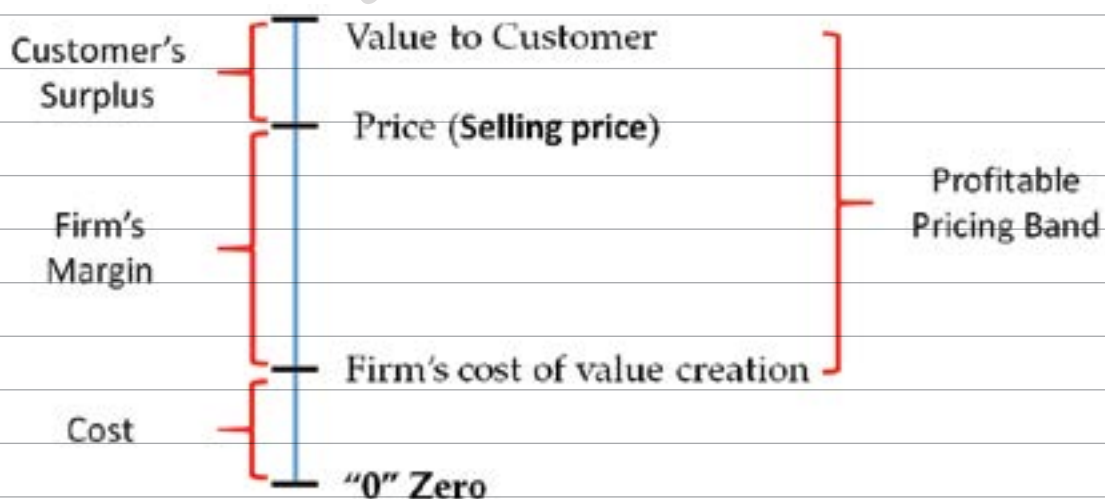 Value to Customer
Customer's
Surplus
Price (Selling price)
Profitable
Pricing Band
Firm's
Margin
Firm's cost of value creation
Cost
“0” Zero